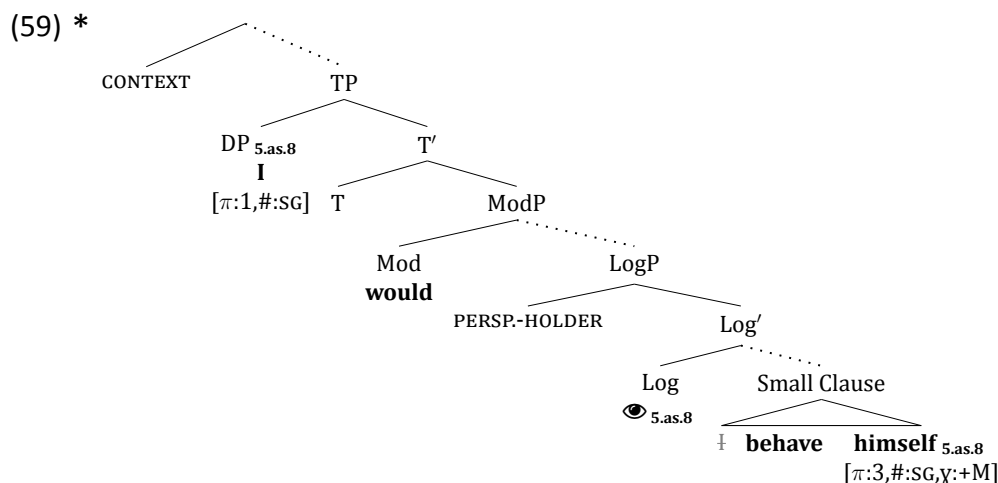 (59) *
CONTEXT TP
DP 5.as.8 T′
I
[π:1,#:SG] T ModP
Mod LogP
would
PERSP.-HOLDER Log′
Log Small Clause
👁 5.as.8
I behave himself 5.as.8
[π:3,#:SG,γ:+M]